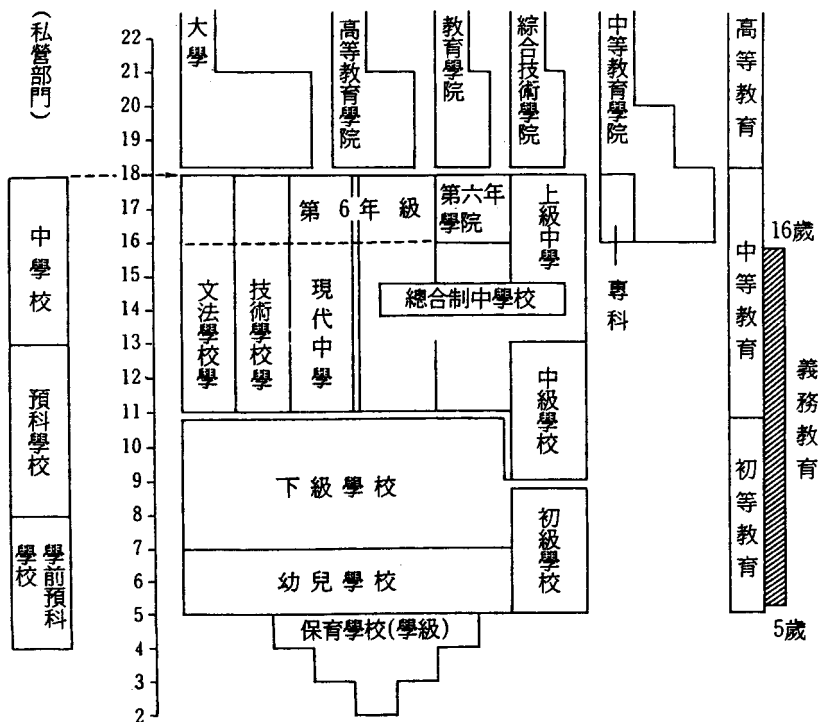 (私營部門)
中學校
預科學校
學前預科
學校
22
21
20
19
18
17
16
15
14
13
12
11
10
9
8
7
6
5
4
3
2
大學
高等教育學院
教育學院
綜合技術學院
中等教育學院
第6年級
第六年
學院
上級中學
文法學校學
技術學校學
現代中學
總合制中學校
專科
中級學校
下級學校
初級學校
幼兒學校
保育學校(學級)
高等教育
中等教育
初等教育
16歲
義務教育
5歲